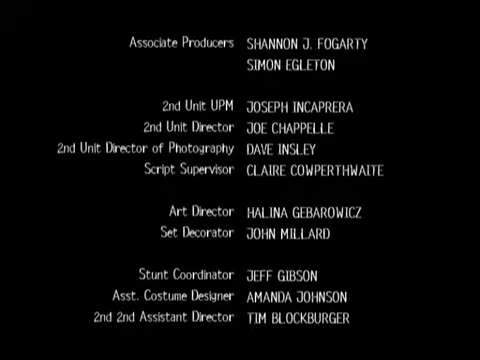 Associate Producers SHANNON J. FOGARTY
SIMON EGLETON
2nd Unit UPM JOSEPH INCAPRERA
2nd Unit Director JOE CHAPPELLE
2nd Unit Director of Photography DAVE INSLEY
Script Supervisor CLAIRE COWPERTHWAITE
Art Director HALINA GEBAROWICZ
Set Decorator JOHN MILLARD
Stunt Coordinator JEFF GIBSON
Asst. Costume Designer AMANDA JOHNSON
2nd 2nd Assistant Director TIM BLOCKBURGER